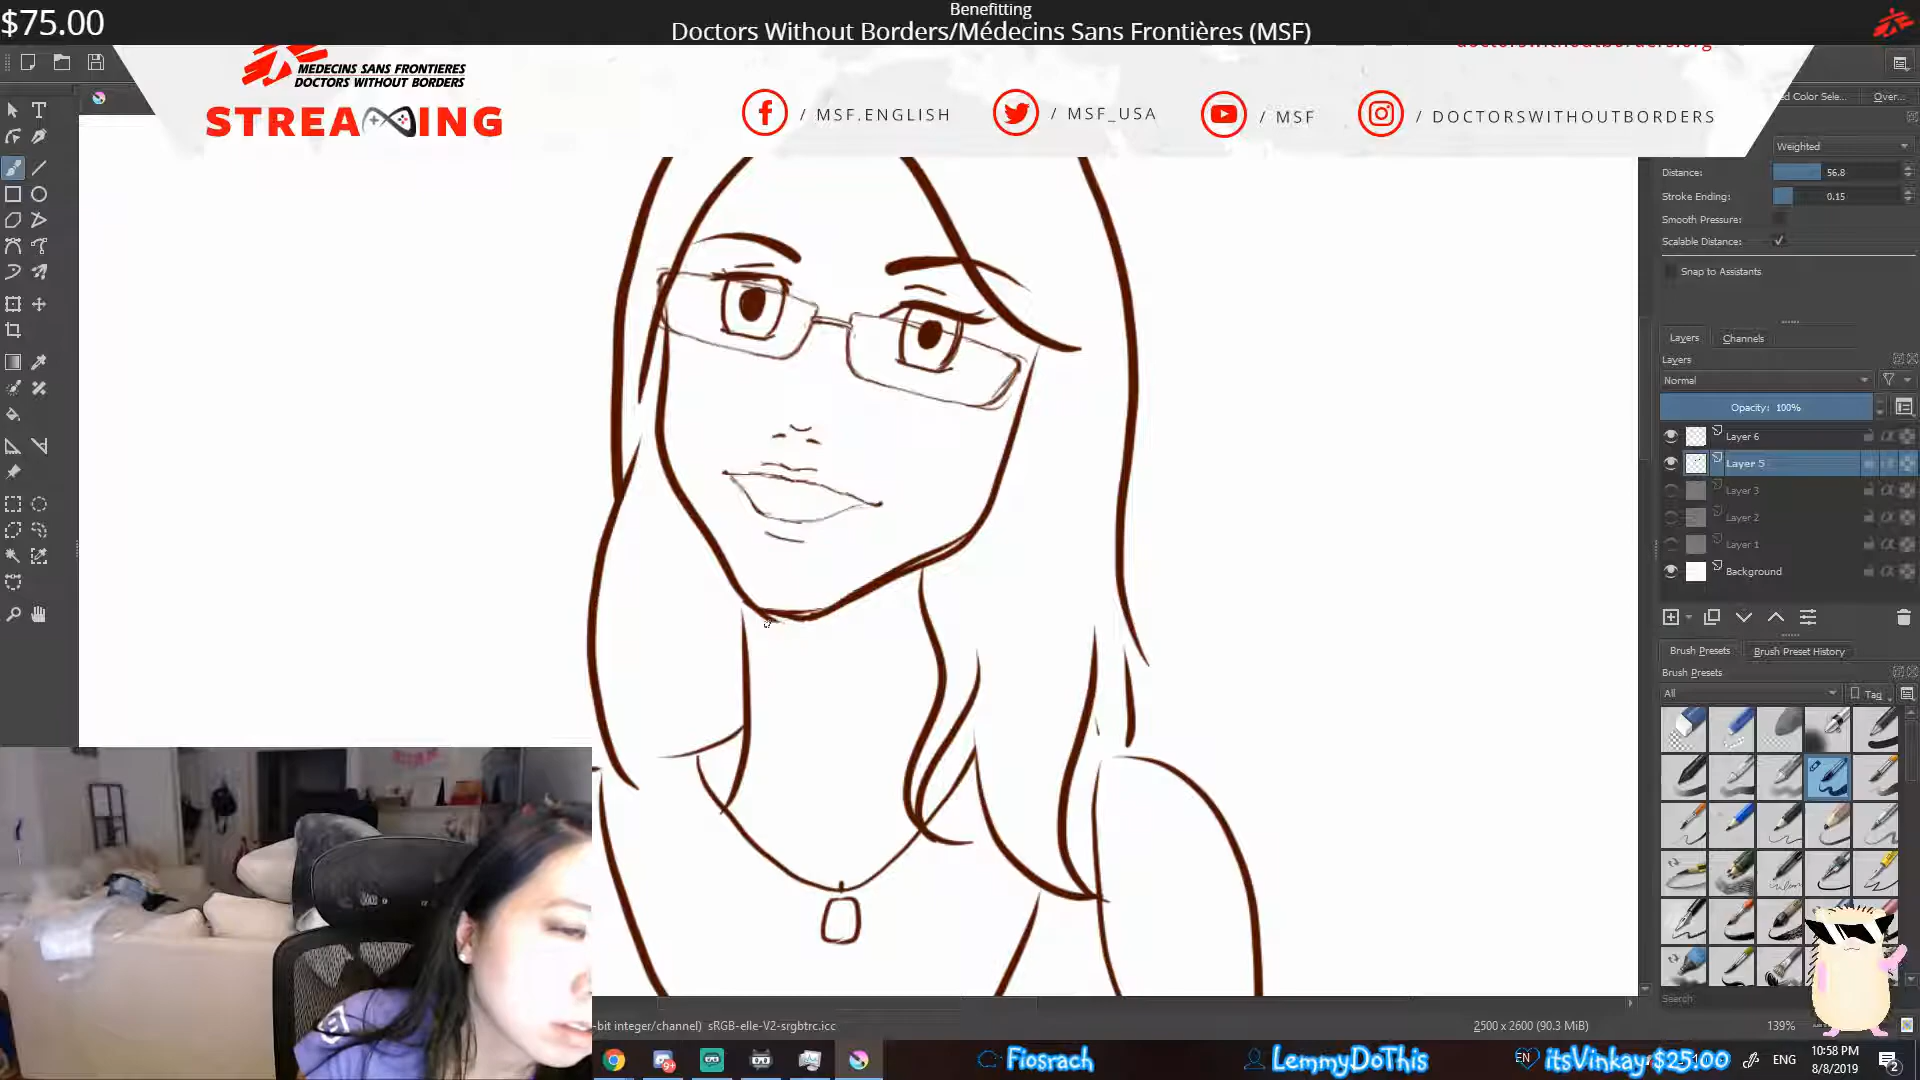 $75.00
Benefitting
Doctors Without Borders/Médecins Sans Frontières (MSF)
MEDECINS SANS FRONTIERES
DOCTORS WITHOUT BORDERS
STREAMING
/ MSF.ENGLISH
/ MSF_USA
/ MSF
/ DOCTORSWITHOUTBORDERS
doctorswithoutborders.org
d Color Sele...
Over...
Weighted
Distance:
56.8
Stroke Ending:
0.15
Smooth Pressure:
Scalable Distance:
Snap to Assistants
Layers
Channels
Layers
Normal
Opacity: 100%
Layer 6
Layer 5
Layer 3
Layer 2
Layer 1
Background
Brush Presets
Brush Preset History
Brush Presets
All
Tag
Search
-bit integer/channel) sRGB-elle-V2-srgbtrc.icc
2500 x 2600 (90.3 MiB)
139%
Fiosrach
LemmyDoThis
EN
itsVinkay $25.00
ENG
10:58 PM
8/8/2019
2